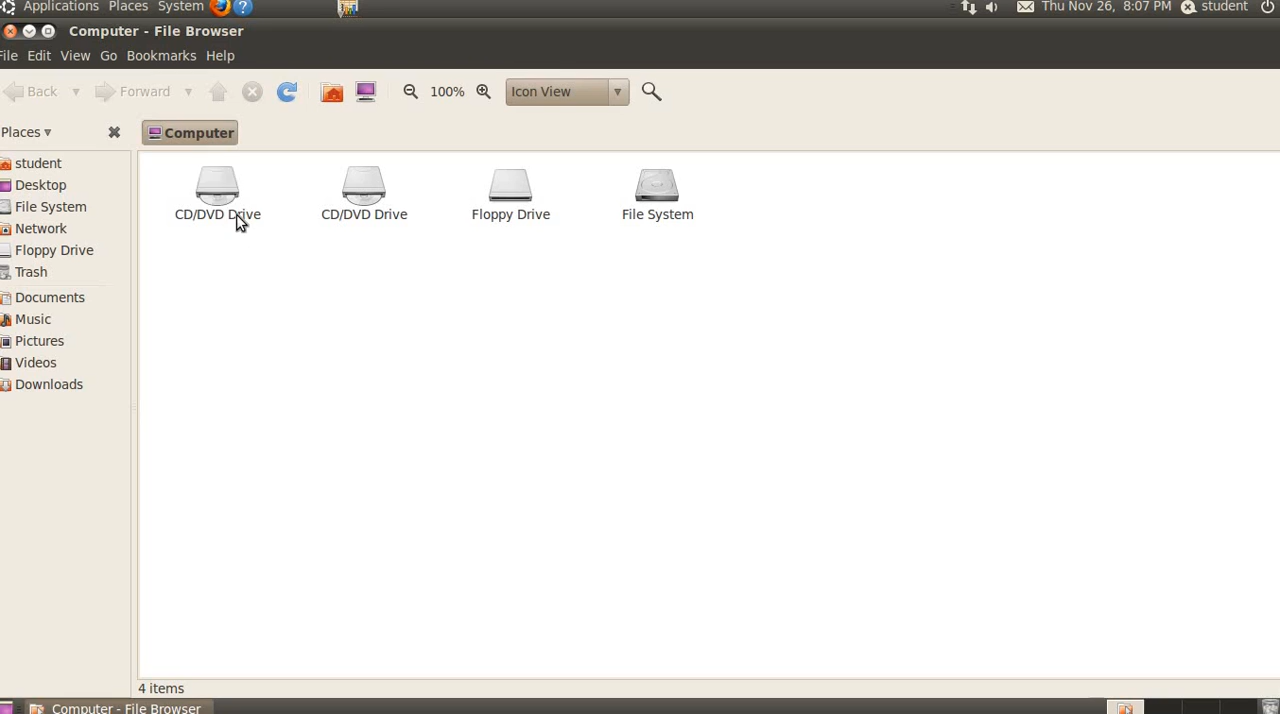 Applications Places System Thu Nov 26, 8:07 PM student
Computer - File Browser
File Edit View Go Bookmarks Help
Back Forward 100% Icon View
Places Computer
student
Desktop
File System
Network
Floppy Drive
Trash
Documents
Music
Pictures
Videos
Downloads
CD/DVD Drive CD/DVD Drive Floppy Drive File System
4 items
Computer - File Browser